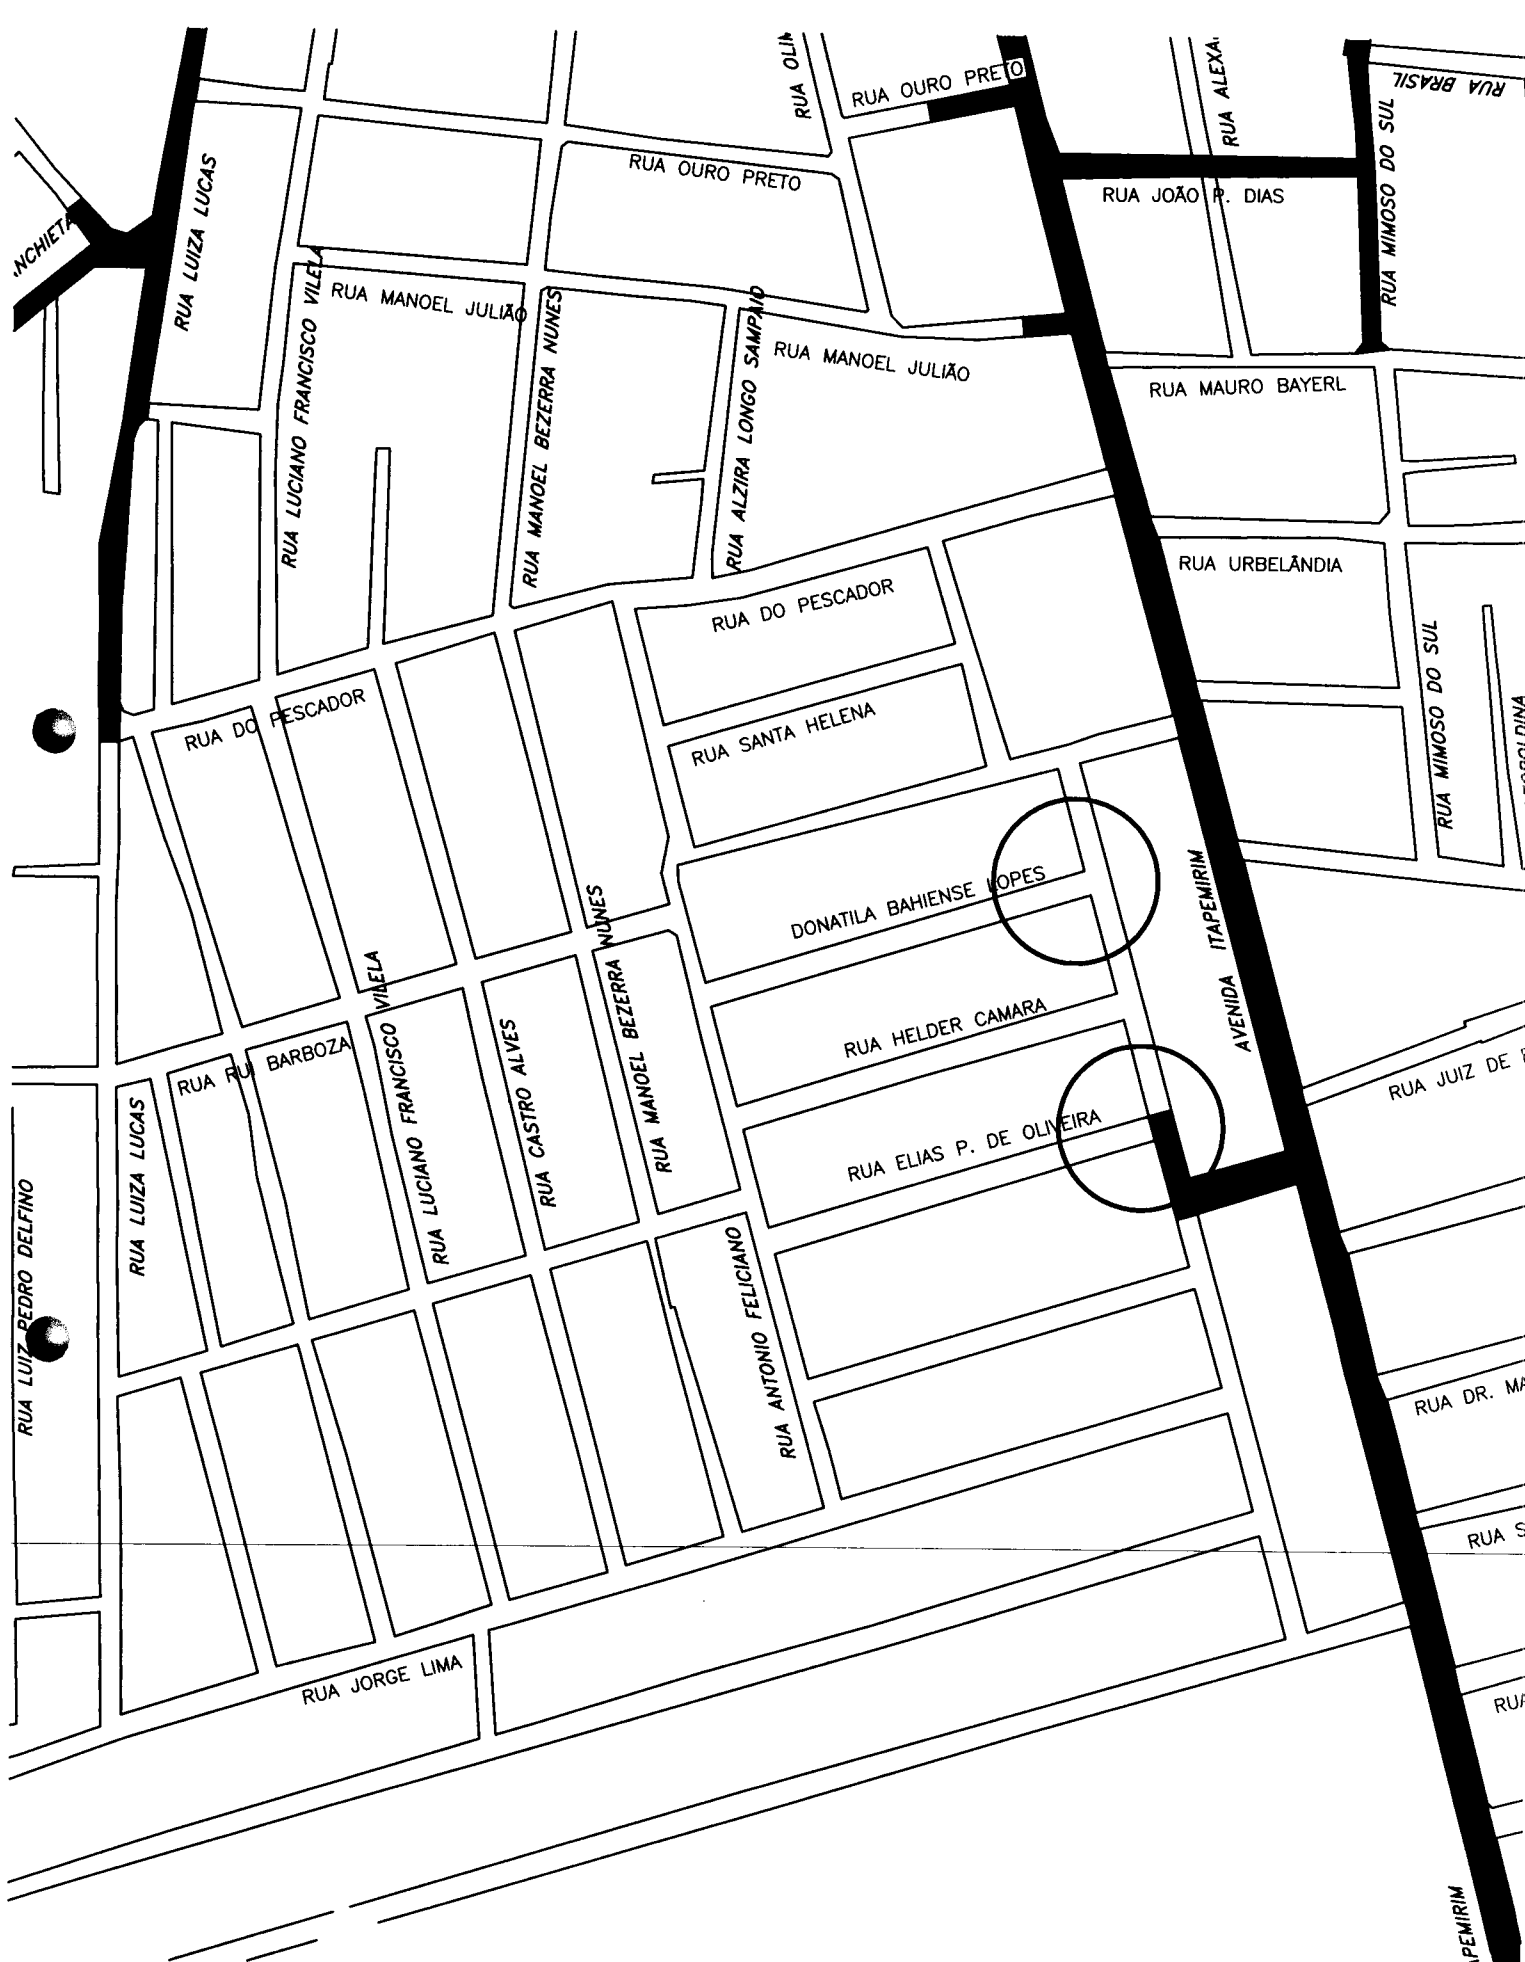 RUA OURO PRETO
RUA BRASIL
RUA OURO PRETO
RUA JOÃO P. DIAS
RUA MIMOSO DO SUL
RUA LUIZA LUCAS
RUA MANOEL JULIÃO
RUA LUCIANO FRANCISCO VILELA
RUA MANOEL BEZERRA NUNES
RUA ALZIRA LONGO SAMPAIO
RUA MANOEL JULIÃO
RUA MAURO BAYERL
RUA URBELÂNDIA
RUA DO PESCADOR
RUA MIMOSO DO SUL
RUA DO PESCADOR
RUA SANTA HELENA
DONATILA BAHIENSE LOPES
AVENIDA ITAPEMIRIM
RUA HELDER CAMARA
RUA RUI BARBOZA
RUA LUCIANO FRANCISCO VILELA
RUA CASTRO ALVES
RUA MANOEL BEZERRA NUNES
RUA JUIZ DE
RUA ELIAS P. DE OLIVEIRA
RUA LUIZA LUCAS
RUA LUIZ PEDRO DELFINO
RUA ANTONIO FELICIANO
RUA DR. MA
RUA S
RUA JORGE LIMA
RUA
PEMIRIM